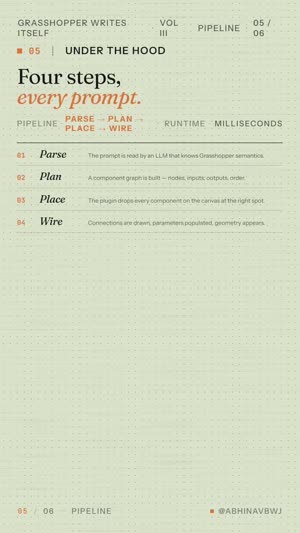 GRASSHOPPER WRITES ITSELF VOL III PIPELINE 05 / 06
05 | UNDER THE HOOD
Four steps,
every prompt.
PIPELINE PARSE → PLAN → PLACE → WIRE RUNTIME MILLISECONDS
01 Parse The prompt is read by an LLM that knows Grasshopper semantics.
02 Plan A component graph is built — nodes, inputs, outputs, order.
03 Place The plugin drops every component on the canvas at the right spot.
04 Wire Connections are drawn, parameters populated, geometry appears.
05 / 06 PIPELINE @ABHINAVBWJ